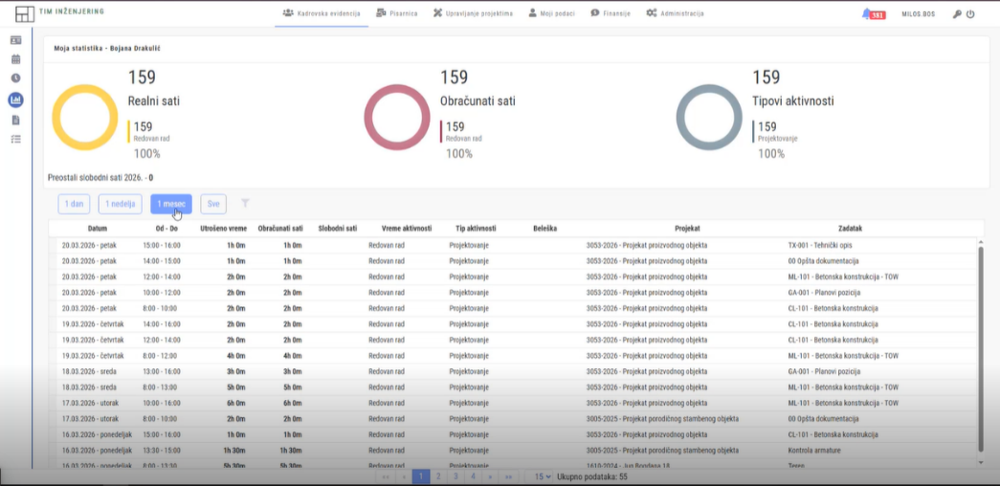 TIM INŽENJERING
Kadrovska evidencija Pisarnica Upravljanje projektima Moji podaci Finansije Administracija
381 MILOS.BOS
Moja statistika - Bojana Drakulić
159 159 159
Realni sati Obračunati sati Tipovi aktivnosti
159 159 159
Redovan rad Redovan rad Projektovanje
100% 100% 100%
Preostali slobodni sati 2026. - 0
1 dan 1 nedelja 1 mesec Sve
Datum Od - Do Utrošeno vreme Obračunati sati Slobodni sati Vreme aktivnosti Tip aktivnosti Beleška Projekat Zadatak
20.03.2026 - petak 15:00 - 16:00 1h 0m 1h 0m Redovan rad Projektovanje 3053-2026 - Projekat proizvodnog objekta TX-001 - Tehnički opis
20.03.2026 - petak 14:00 - 15:00 1h 0m 1h 0m Redovan rad Projektovanje 3053-2026 - Projekat proizvodnog objekta 00 Opšta dokumentacija
20.03.2026 - petak 12:00 - 14:00 2h 0m 2h 0m Redovan rad Projektovanje 3053-2026 - Projekat proizvodnog objekta ML-101 - Betonska konstrukcija - TOW
20.03.2026 - petak 10:00 - 12:00 2h 0m 2h 0m Redovan rad Projektovanje 3053-2026 - Projekat proizvodnog objekta GA-001 - Planovi pozicija
20.03.2026 - petak 8:00 - 10:00 2h 0m 2h 0m Redovan rad Projektovanje 3053-2026 - Projekat proizvodnog objekta CL-101 - Betonska konstrukcija
19.03.2026 - četvrtak 14:00 - 16:00 2h 0m 2h 0m Redovan rad Projektovanje 3053-2026 - Projekat proizvodnog objekta CL-101 - Betonska konstrukcija
19.03.2026 - četvrtak 12:00 - 14:00 2h 0m 2h 0m Redovan rad Projektovanje 3053-2026 - Projekat proizvodnog objekta CL-101 - Betonska konstrukcija
19.03.2026 - četvrtak 8:00 - 12:00 4h 0m 4h 0m Redovan rad Projektovanje 3053-2026 - Projekat proizvodnog objekta ML-101 - Betonska konstrukcija - TOW
18.03.2026 - sreda 13:00 - 16:00 3h 0m 3h 0m Redovan rad Projektovanje 3053-2026 - Projekat proizvodnog objekta GA-001 - Planovi pozicija
18.03.2026 - sreda 8:00 - 13:00 5h 0m 5h 0m Redovan rad Projektovanje 3053-2026 - Projekat proizvodnog objekta ML-101 - Betonska konstrukcija - TOW
17.03.2026 - utorak 10:00 - 16:00 6h 0m 6h 0m Redovan rad Projektovanje 3053-2026 - Projekat proizvodnog objekta ML-101 - Betonska konstrukcija - TOW
17.03.2026 - utorak 8:00 - 10:00 2h 0m 2h 0m Redovan rad Projektovanje 3005-2025 - Projekat porodičnog stambenog objekta 00 Opšta dokumentacija
16.03.2026 - ponedeljak 15:00 - 16:00 1h 0m 1h 0m Redovan rad Projektovanje 3053-2026 - Projekat proizvodnog objekta CL-101 - Betonska konstrukcija
16.03.2026 - ponedeljak 13:30 - 15:00 1h 30m 1h 30m Redovan rad Projektovanje 3005-2025 - Projekat porodičnog stambenog objekta Kontrola armature
16.03.2026 - ponedeljak 8:00 - 13:30 5h 30m 5h 30m Redovan rad Projektovanje 1610-2024 - Jug Bogdana 18 Teren
<< < 1 2 3 4 > >> 15 Ukupno podataka: 55